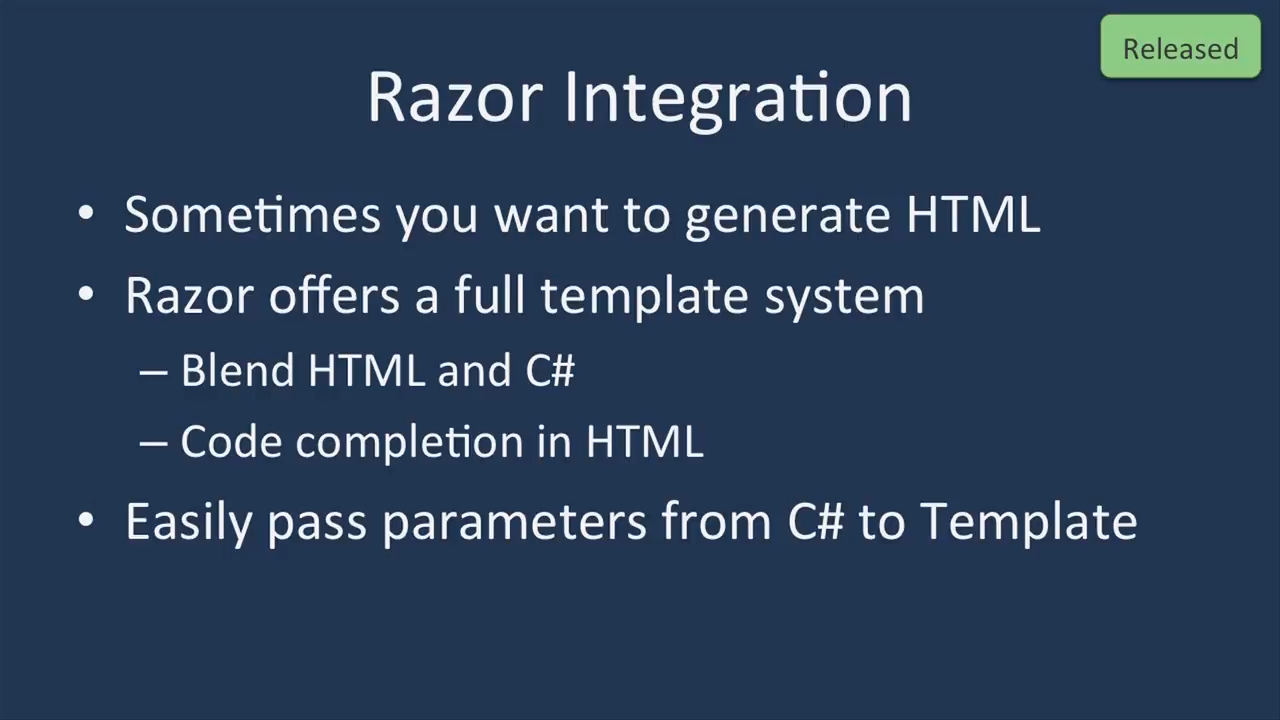 Released
Razor Integration
• Sometimes you want to generate HTML
• Razor offers a full template system
– Blend HTML and C#
– Code completion in HTML
• Easily pass parameters from C# to Template